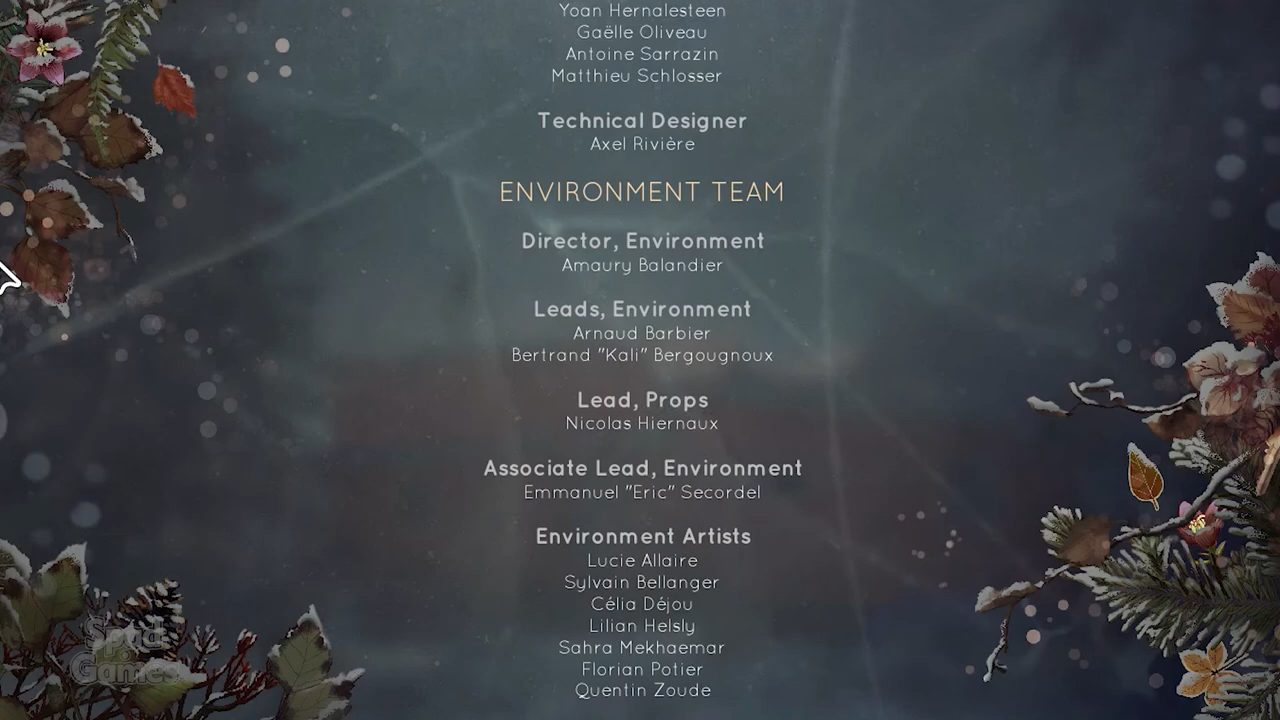 Yoan Hernalesteen
Gaëlle Oliveau
Antoine Sarrazin
Matthieu Schlosser
Technical Designer
Axel Rivière
ENVIRONMENT TEAM
Director, Environment
Amaury Balandier
Leads, Environment
Arnaud Barbier
Bertrand "Kali" Bergougnoux
Lead, Props
Nicolas Hiernaux
Associate Lead, Environment
Emmanuel "Eric" Secordel
Environment Artists
Lucie Allaire
Sylvain Bellanger
Célia Déjou
Lilian Helsly
Sahra Mekhaemar
Florian Potier
Quentin Zoude
Spud
Games